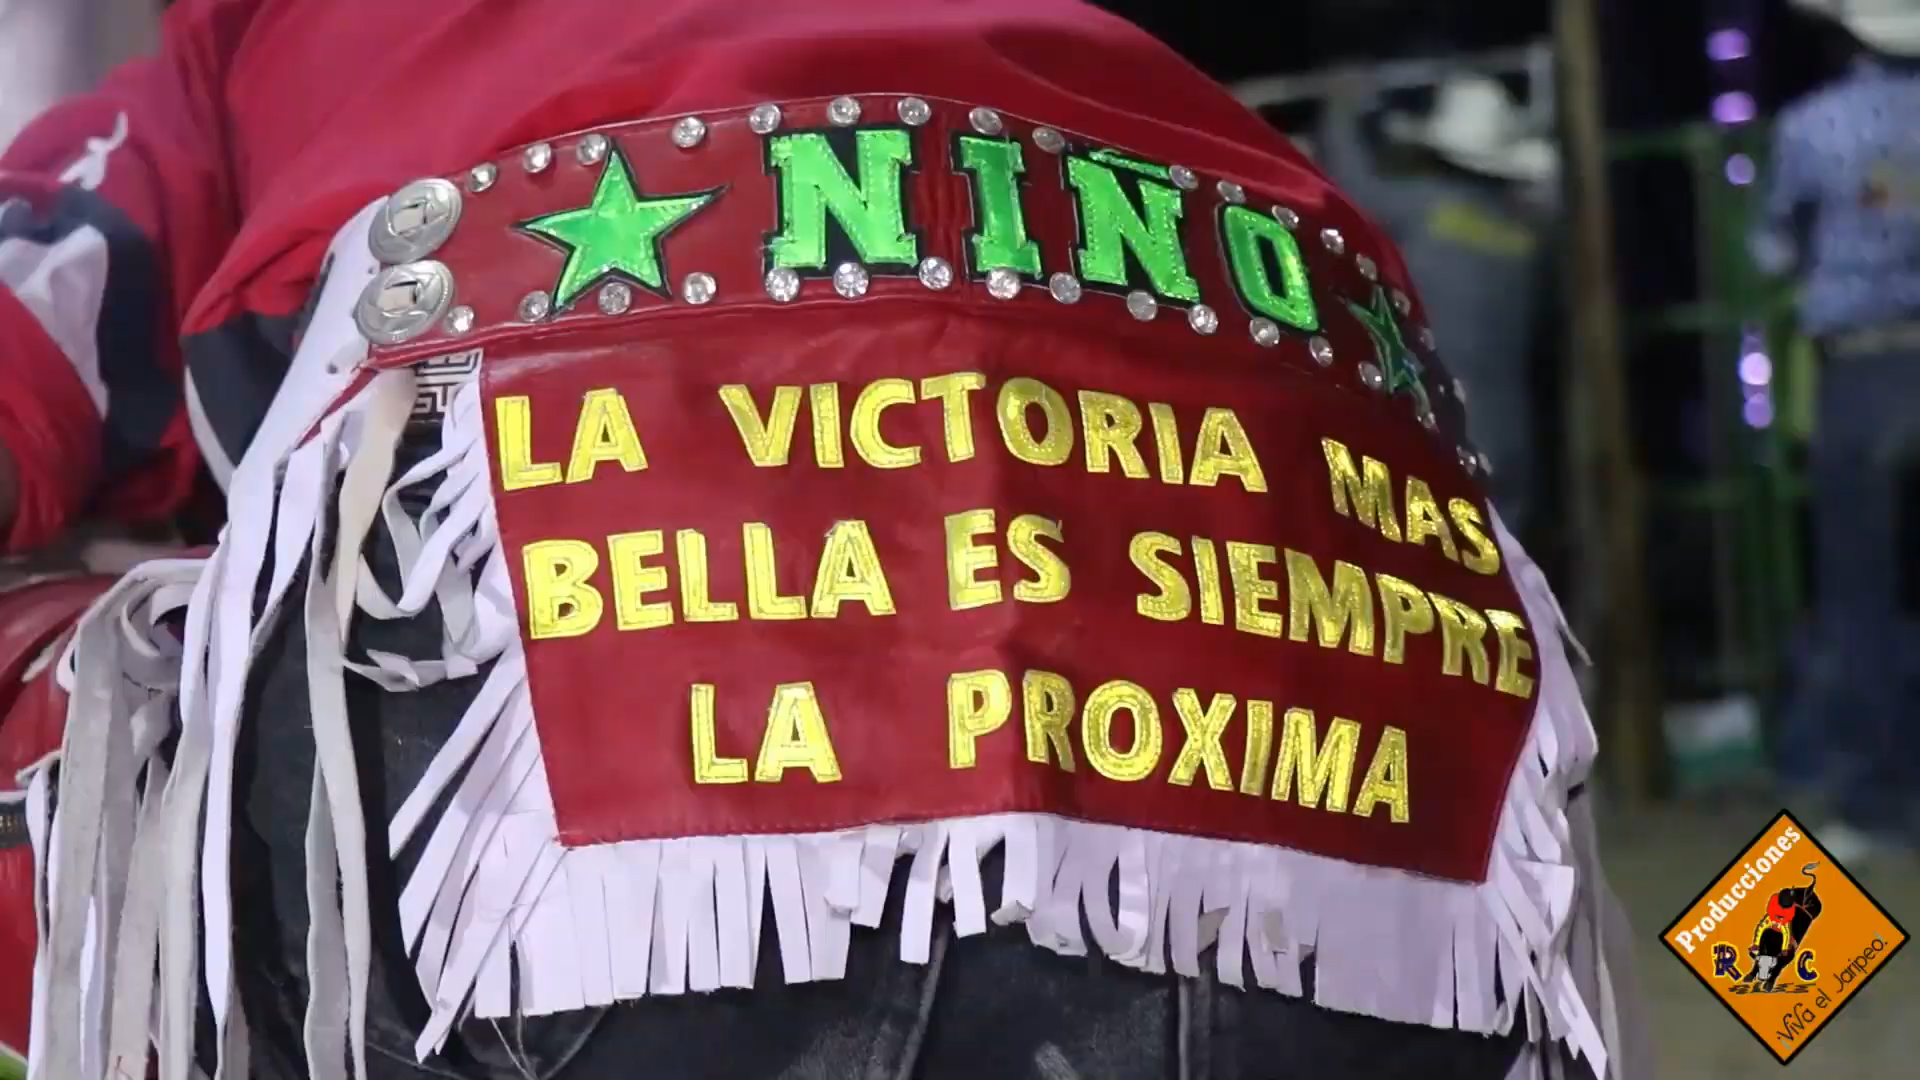 NIÑO
LA VICTORIA MAS
BELLA ES SIEMPRE
LA PROXIMA
Producciones
R C
¡Viva el Jaripeo!